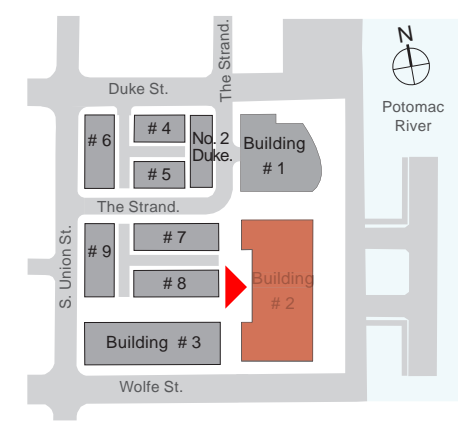 N
The Strand.
Duke St.
Potomac
River
# 4
# 6
No. 2
Duke.
Building
# 1
# 5
The Strand.
# 7
# 9
S. Union St.
# 8
Building
# 2
Building # 3
Wolfe St.